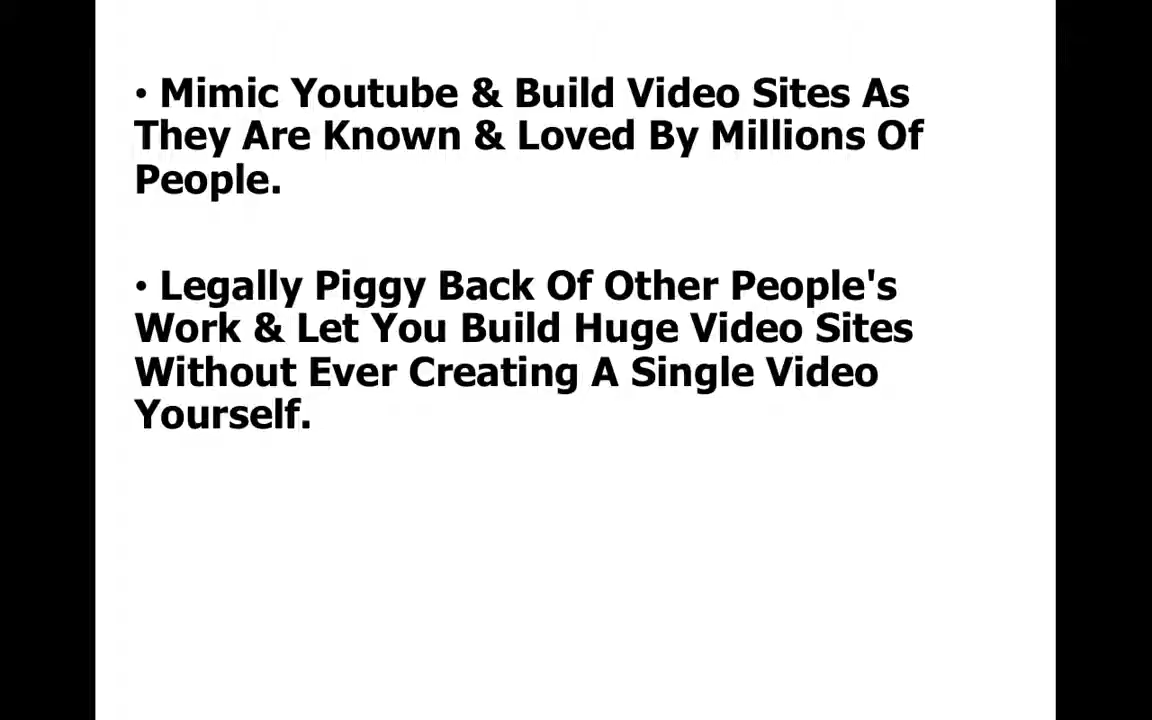 • Mimic Youtube & Build Video Sites As
They Are Known & Loved By Millions Of
People.
• Legally Piggy Back Of Other People's
Work & Let You Build Huge Video Sites
Without Ever Creating A Single Video
Yourself.